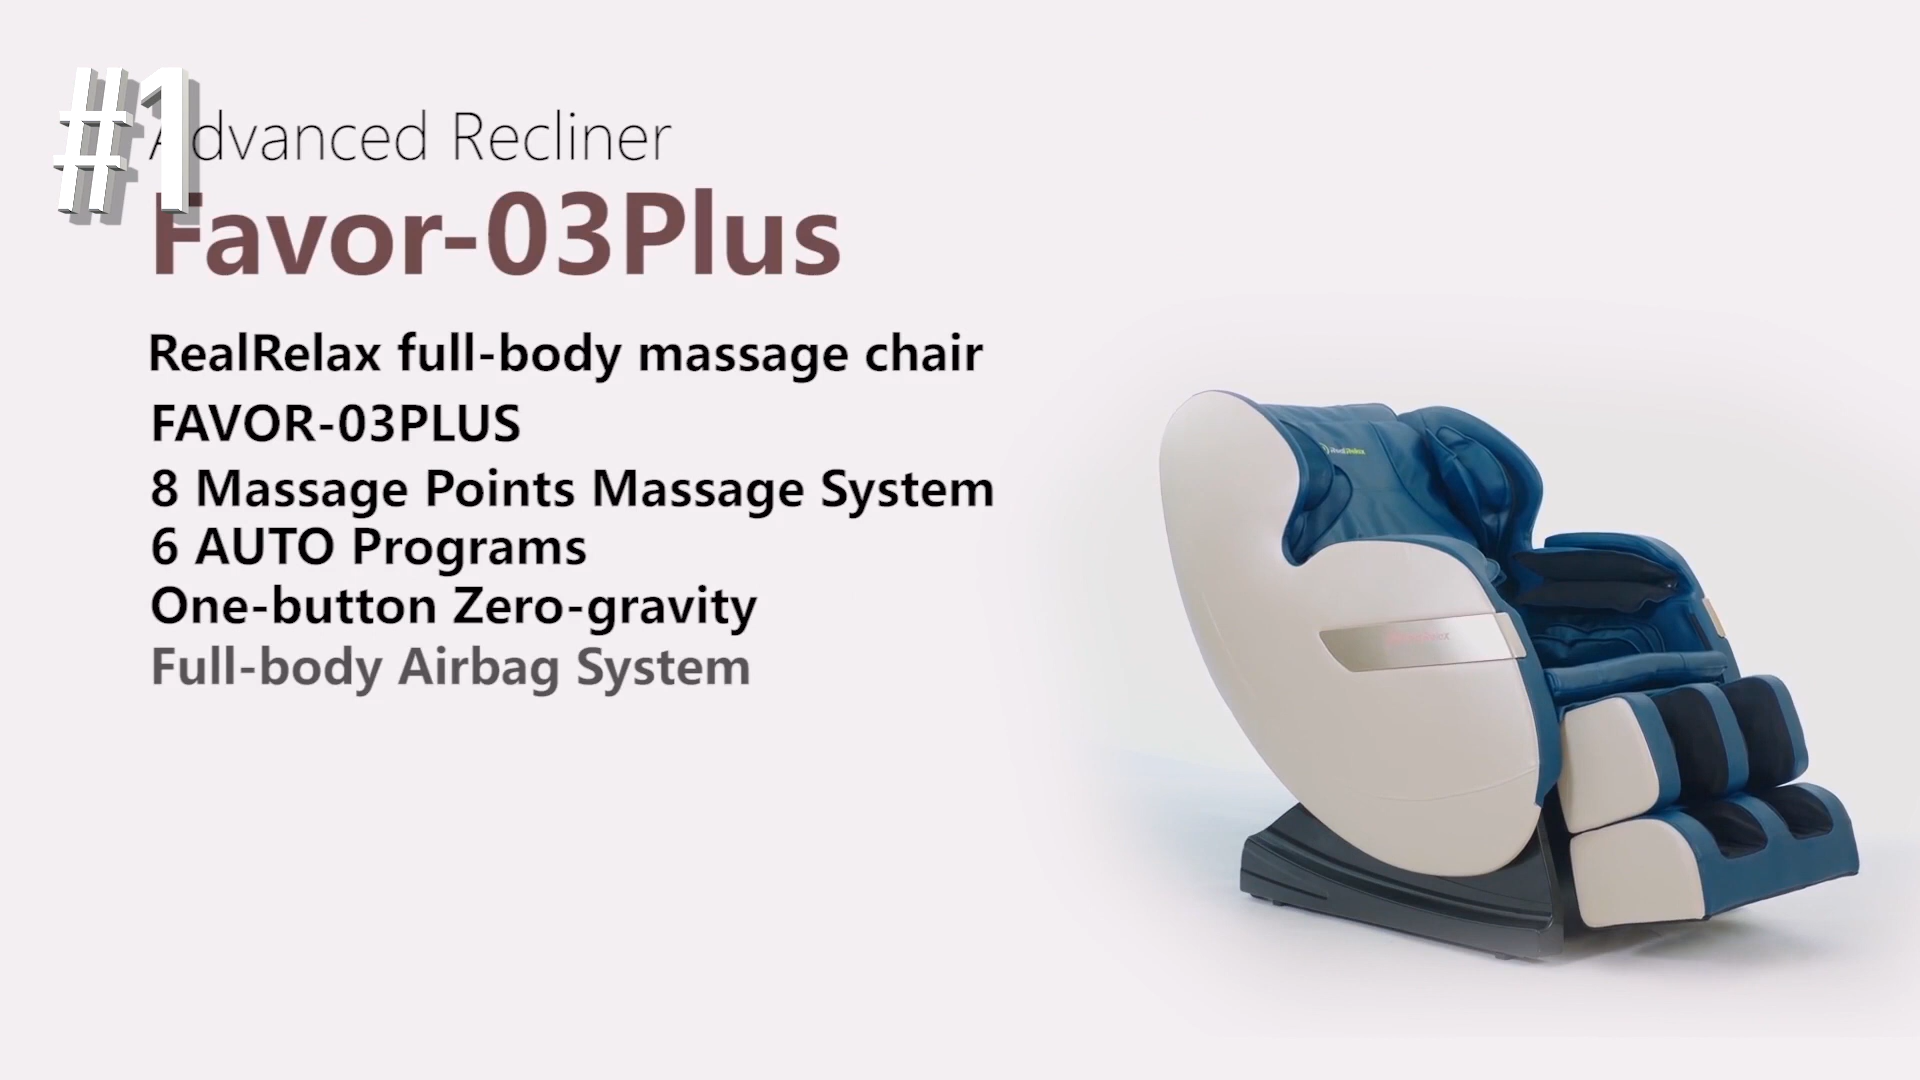 #1
Advanced Recliner
Favor-03Plus
RealRelax full-body massage chair
FAVOR-03PLUS
8 Massage Points Massage System
6 AUTO Programs
One-button Zero-gravity
Full-body Airbag System
RealRelax